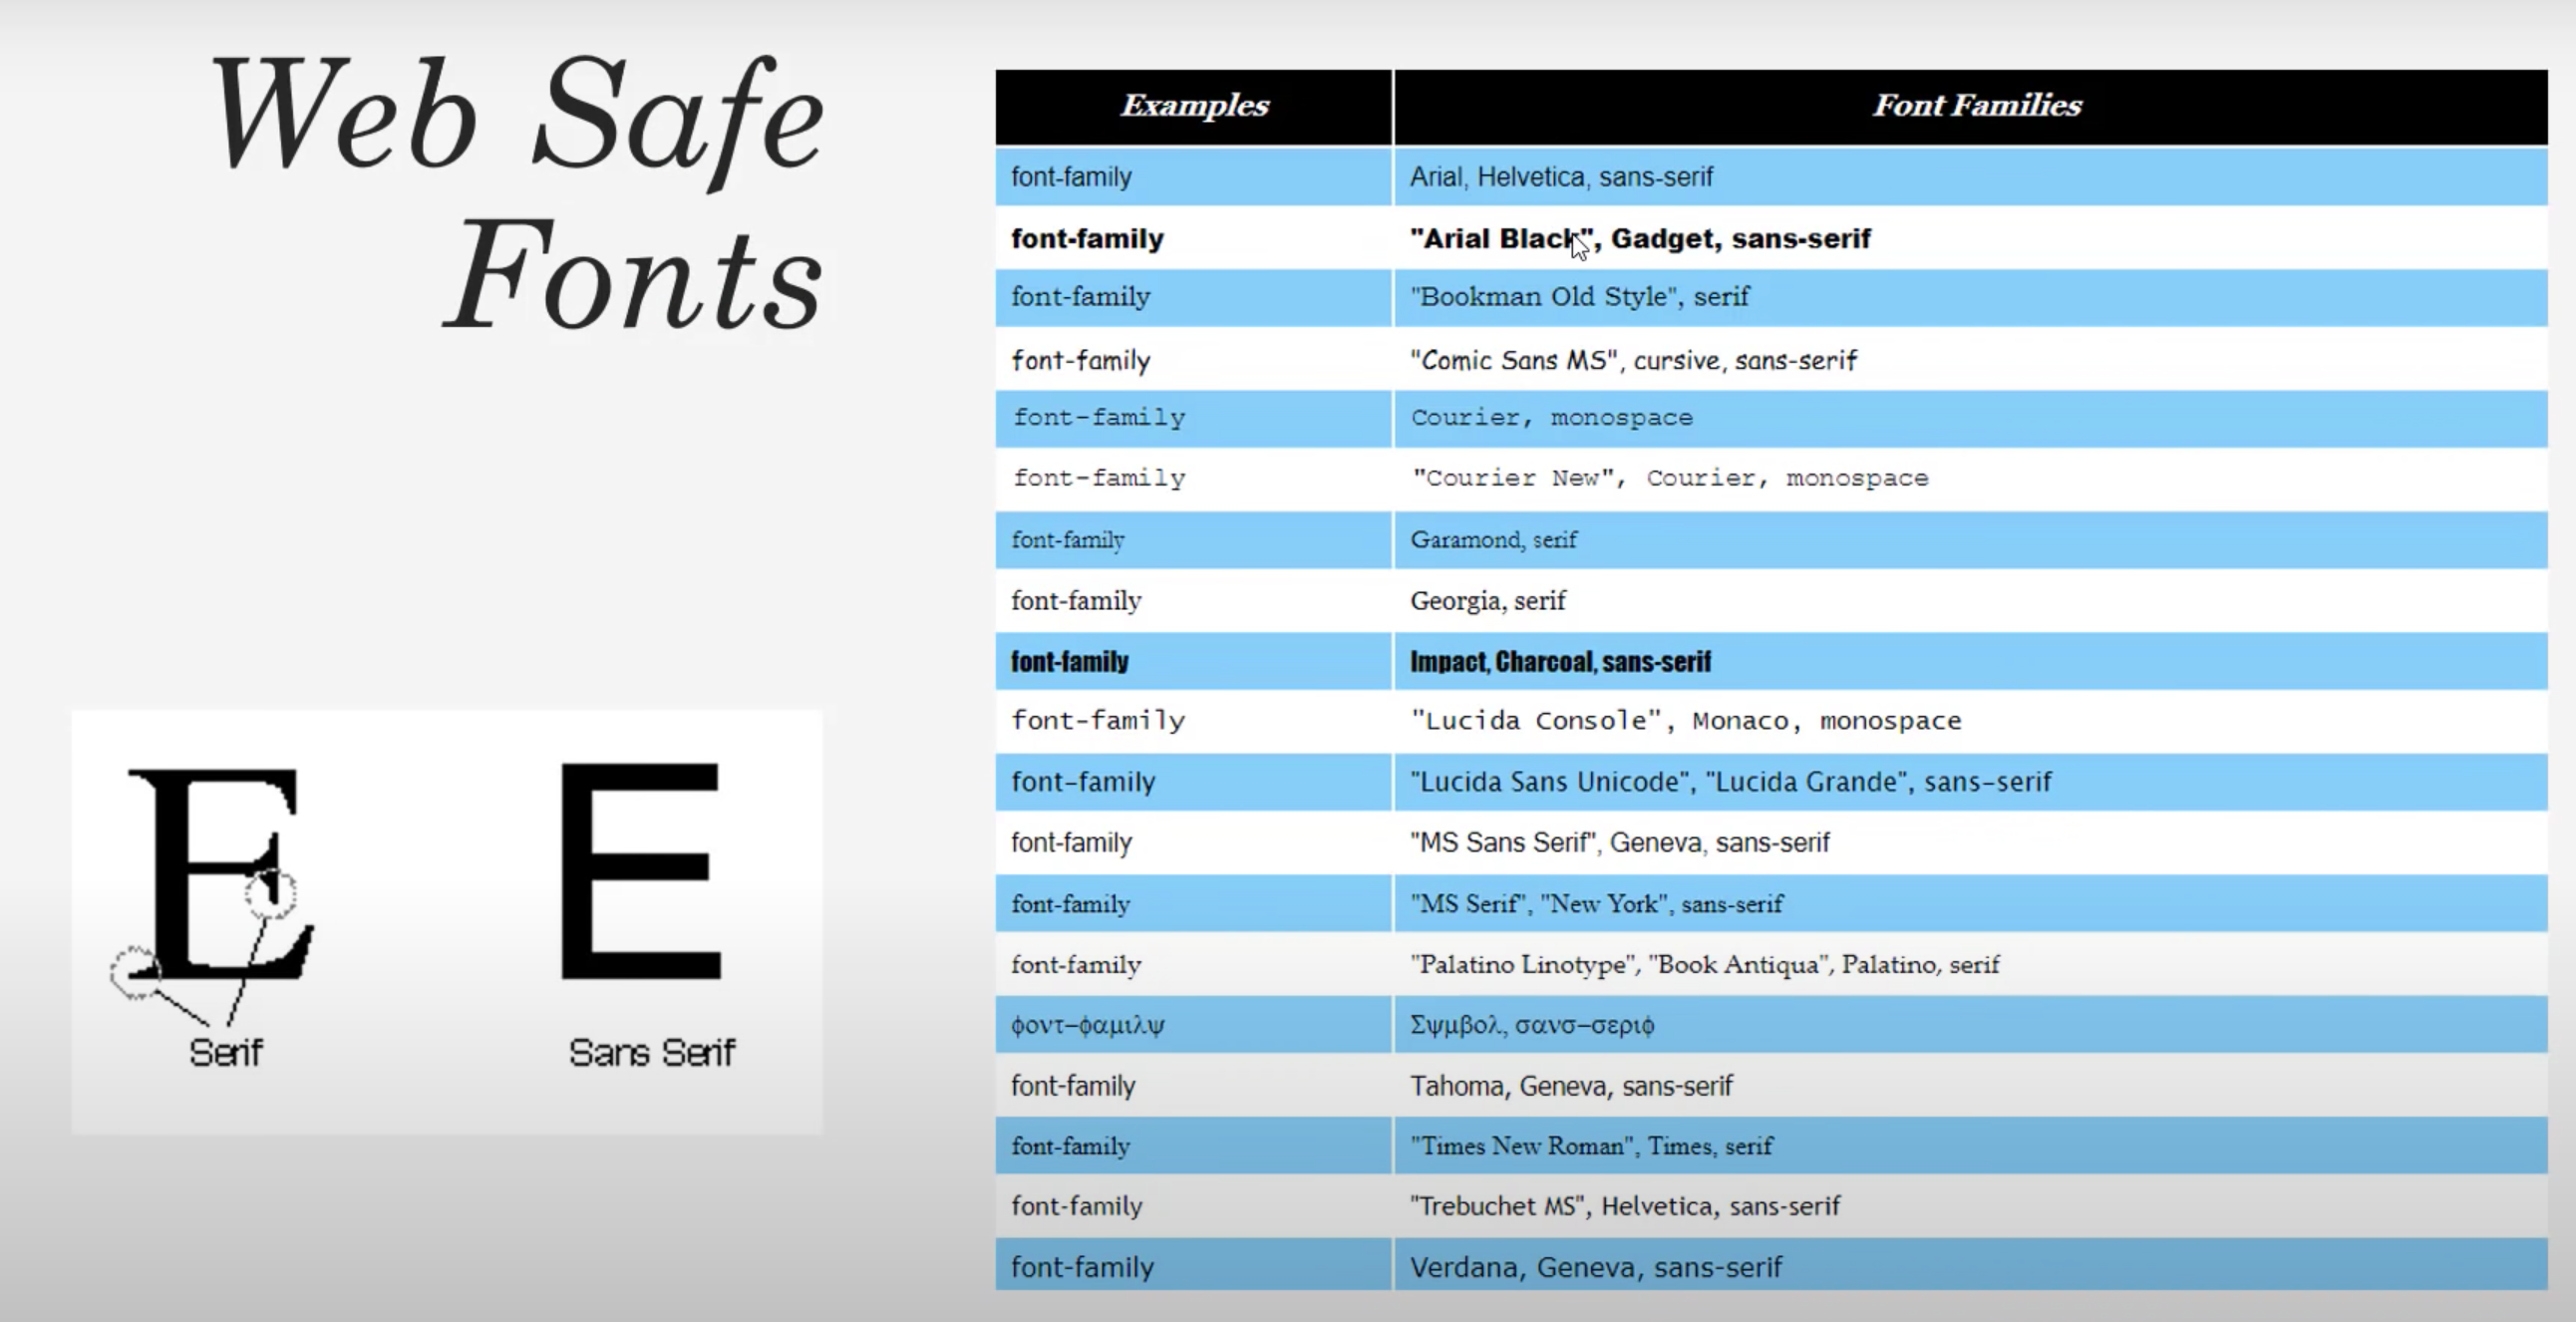 Web Safe
Fonts
Serif
Sans Serif
Examples Font Families
font-family Arial, Helvetica, sans-serif
font-family "Arial Black", Gadget, sans-serif
font-family "Bookman Old Style", serif
font-family "Comic Sans MS", cursive, sans-serif
font-family Courier, monospace
font-family "Courier New", Courier, monospace
font-family Garamond, serif
font-family Georgia, serif
font-family Impact, Charcoal, sans-serif
font-family "Lucida Console", Monaco, monospace
font-family "Lucida Sans Unicode", "Lucida Grande", sans-serif
font-family "MS Sans Serif", Geneva, sans-serif
font-family "MS Serif", "New York", sans-serif
font-family "Palatino Linotype", "Book Antiqua", Palatino, serif
φοντ–φαμιλψ Σψμβολ, σανσ–σεριφ
font-family Tahoma, Geneva, sans-serif
font-family "Times New Roman", Times, serif
font-family "Trebuchet MS", Helvetica, sans-serif
font-family Verdana, Geneva, sans-serif
E
E